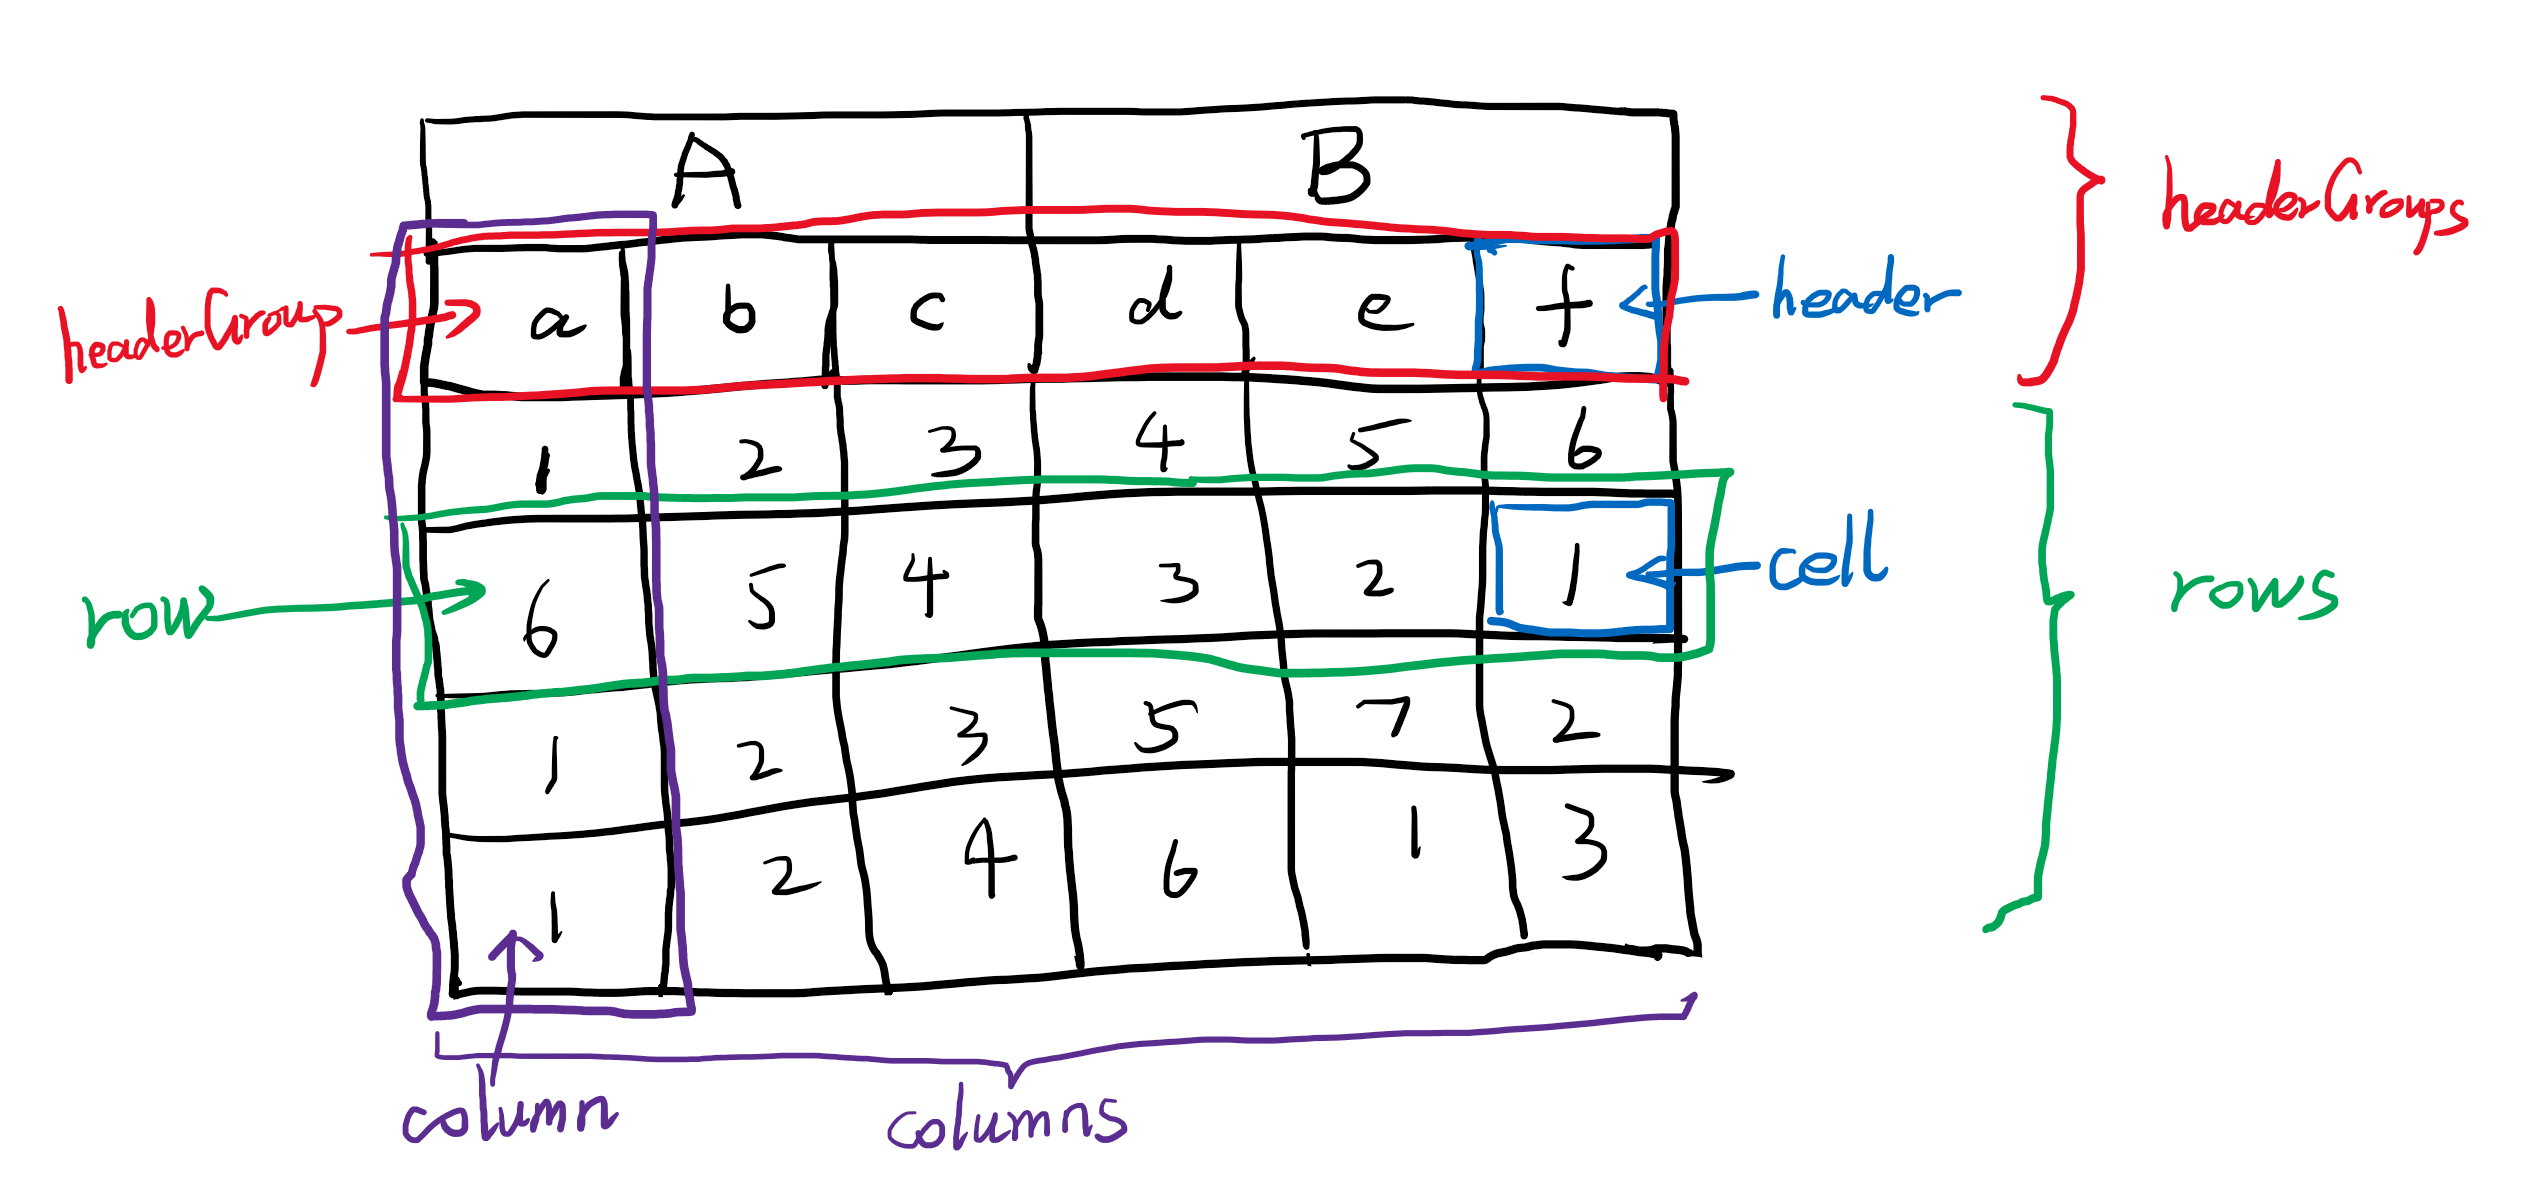 A B
headerGroups
headerGroup a b c d e f header
1 2 3 4 5 6
row 6 5 4 3 2 1 cell
rows
1 2 3 5 7 2
1 2 4 6 1 3
column columns